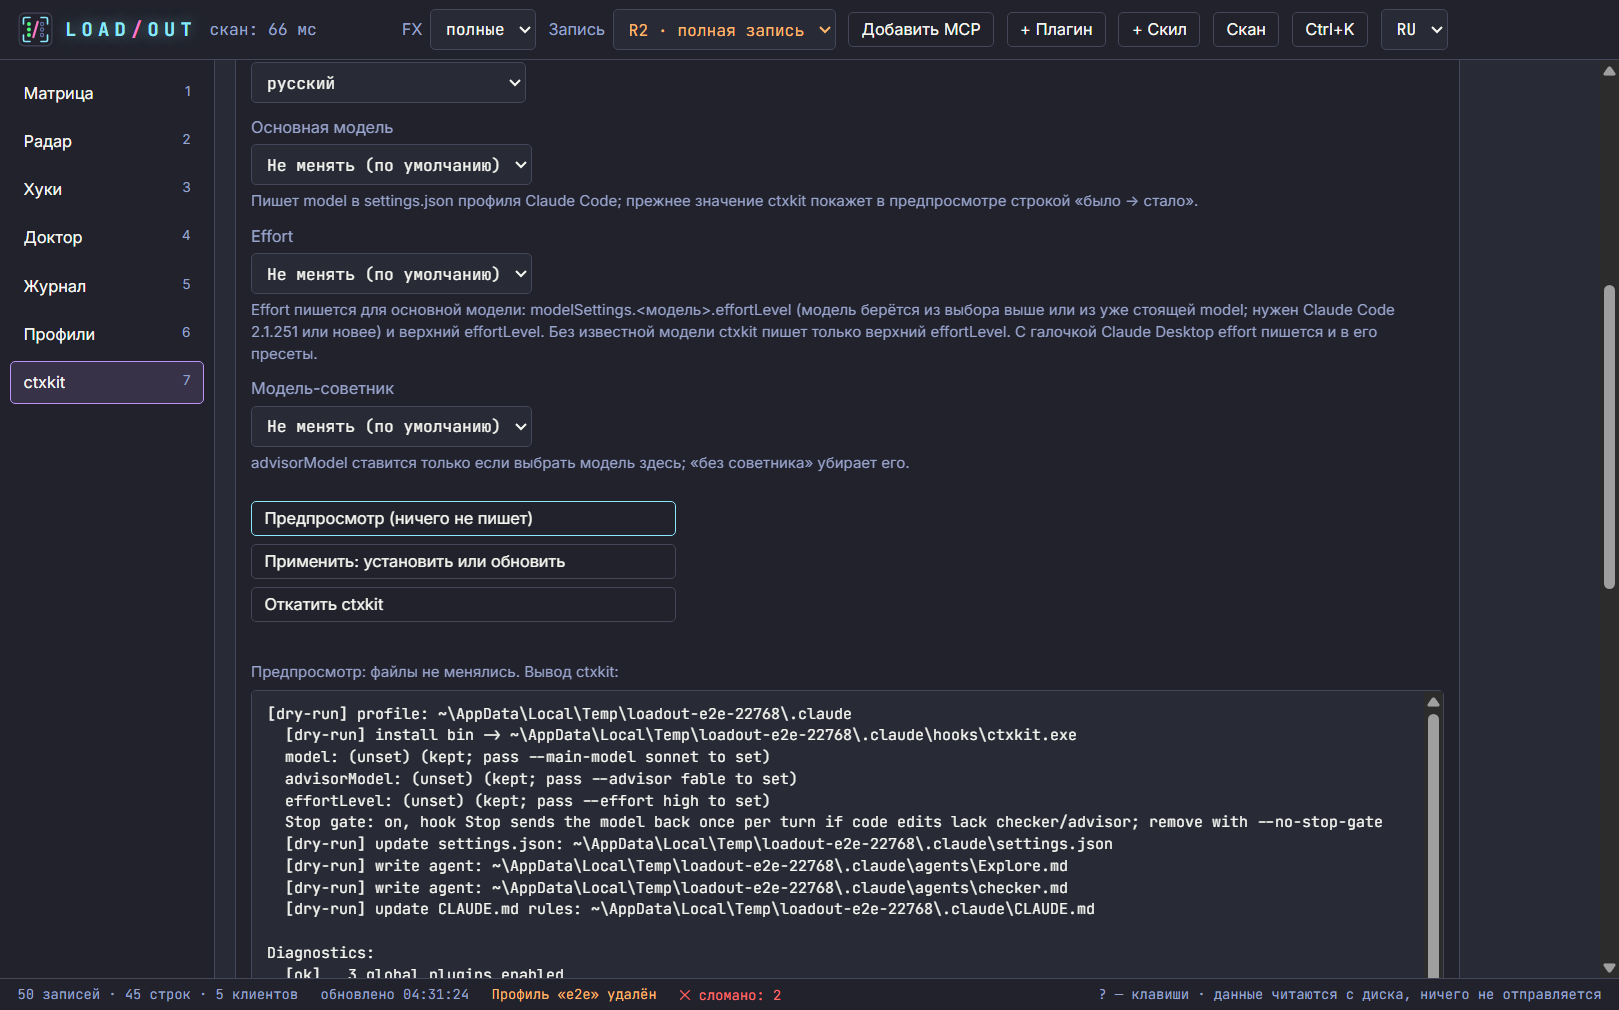 LOAD/OUT скан: 66 мс FX полные Запись R2 · полная запись Добавить MCP + Плагин + Скил Скан Ctrl+K RU
Матрица 1
Радар 2
Хуки 3
Доктор 4
Журнал 5
Профили 6
ctxkit 7
русский
Основная модель
Не менять (по умолчанию)
Пишет model в settings.json профиля Claude Code; прежнее значение ctxkit покажет в предпросмотре строкой «было → стало».
Effort
Не менять (по умолчанию)
Effort пишется для основной модели: modelSettings.<модель>.effortLevel (модель берётся из выбора выше или из уже стоящей model; нужен Claude Code
2.1.251 или новее) и верхний effortLevel. Без известной модели ctxkit пишет только верхний effortLevel. С галочкой Claude Desktop effort пишется и в его
пресеты.
Модель-советник
Не менять (по умолчанию)
advisorModel ставится только если выбрать модель здесь; «без советника» убирает его.
Предпросмотр (ничего не пишет)
Применить: установить или обновить
Откатить ctxkit
Предпросмотр: файлы не менялись. Вывод ctxkit:
[dry-run] profile: ~\AppData\Local\Temp\loadout-e2e-22768\.claude
[dry-run] install bin → ~\AppData\Local\Temp\loadout-e2e-22768\.claude\hooks\ctxkit.exe
model: (unset) (kept; pass --main-model sonnet to set)
advisorModel: (unset) (kept; pass --advisor fable to set)
effortLevel: (unset) (kept; pass --effort high to set)
Stop gate: on, hook Stop sends the model back once per turn if code edits lack checker/advisor; remove with --no-stop-gate
[dry-run] update settings.json: ~\AppData\Local\Temp\loadout-e2e-22768\.claude\settings.json
[dry-run] write agent: ~\AppData\Local\Temp\loadout-e2e-22768\.claude\agents\Explore.md
[dry-run] write agent: ~\AppData\Local\Temp\loadout-e2e-22768\.claude\agents\checker.md
[dry-run] update CLAUDE.md rules: ~\AppData\Local\Temp\loadout-e2e-22768\.claude\CLAUDE.md
Diagnostics:
[ok] 3 global plugins enabled
50 записей · 45 строк · 5 клиентов обновлено 04:31:24 Профиль «e2e» удалён × сломано: 2 ? — клавиши · данные читаются с диска, ничего не отправляется